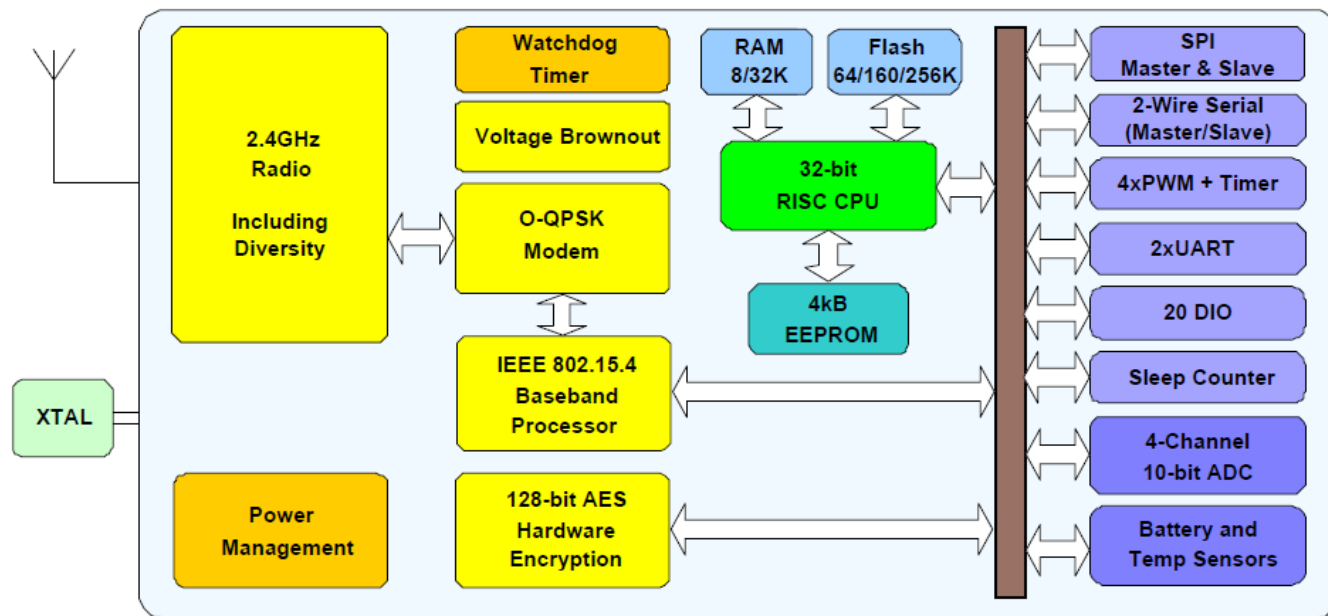 2.4GHz
Radio
Including
Diversity
XTAL
Power
Management
Watchdog
Timer
Voltage Brownout
O-QPSK
Modem
IEEE 802.15.4
Baseband
Processor
128-bit AES
Hardware
Encryption
RAM
8/32K
Flash
64/160/256K
32-bit
RISC CPU
4kB
EEPROM
SPI
Master & Slave
2-Wire Serial
(Master/Slave)
4xPWM + Timer
2xUART
20 DIO
Sleep Counter
4-Channel
10-bit ADC
Battery and
Temp Sensors